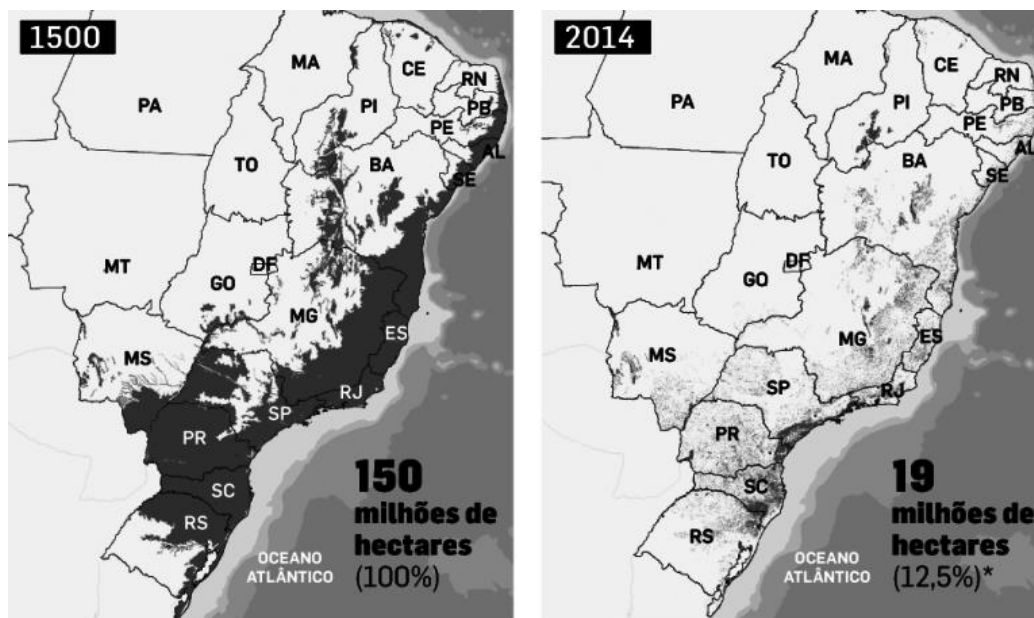 1500
MA
CE
RN
PB
PE
AL
SE
PA
PI
TO
BA
MT
DF
GO
MG
ES
MS
SP
RJ
PR
SC
RS
150
milhões de
hectares
(100%)
OCEANO
ATLÂNTICO
2014
MA
CE
RN
PB
PE
AL
SE
PA
PI
TO
BA
MT
DF
GO
MG
ES
MS
SP
RJ
PR
SC
RS
19
milhões de
hectares
(12,5%)*
OCEANO
ATLÂNTICO